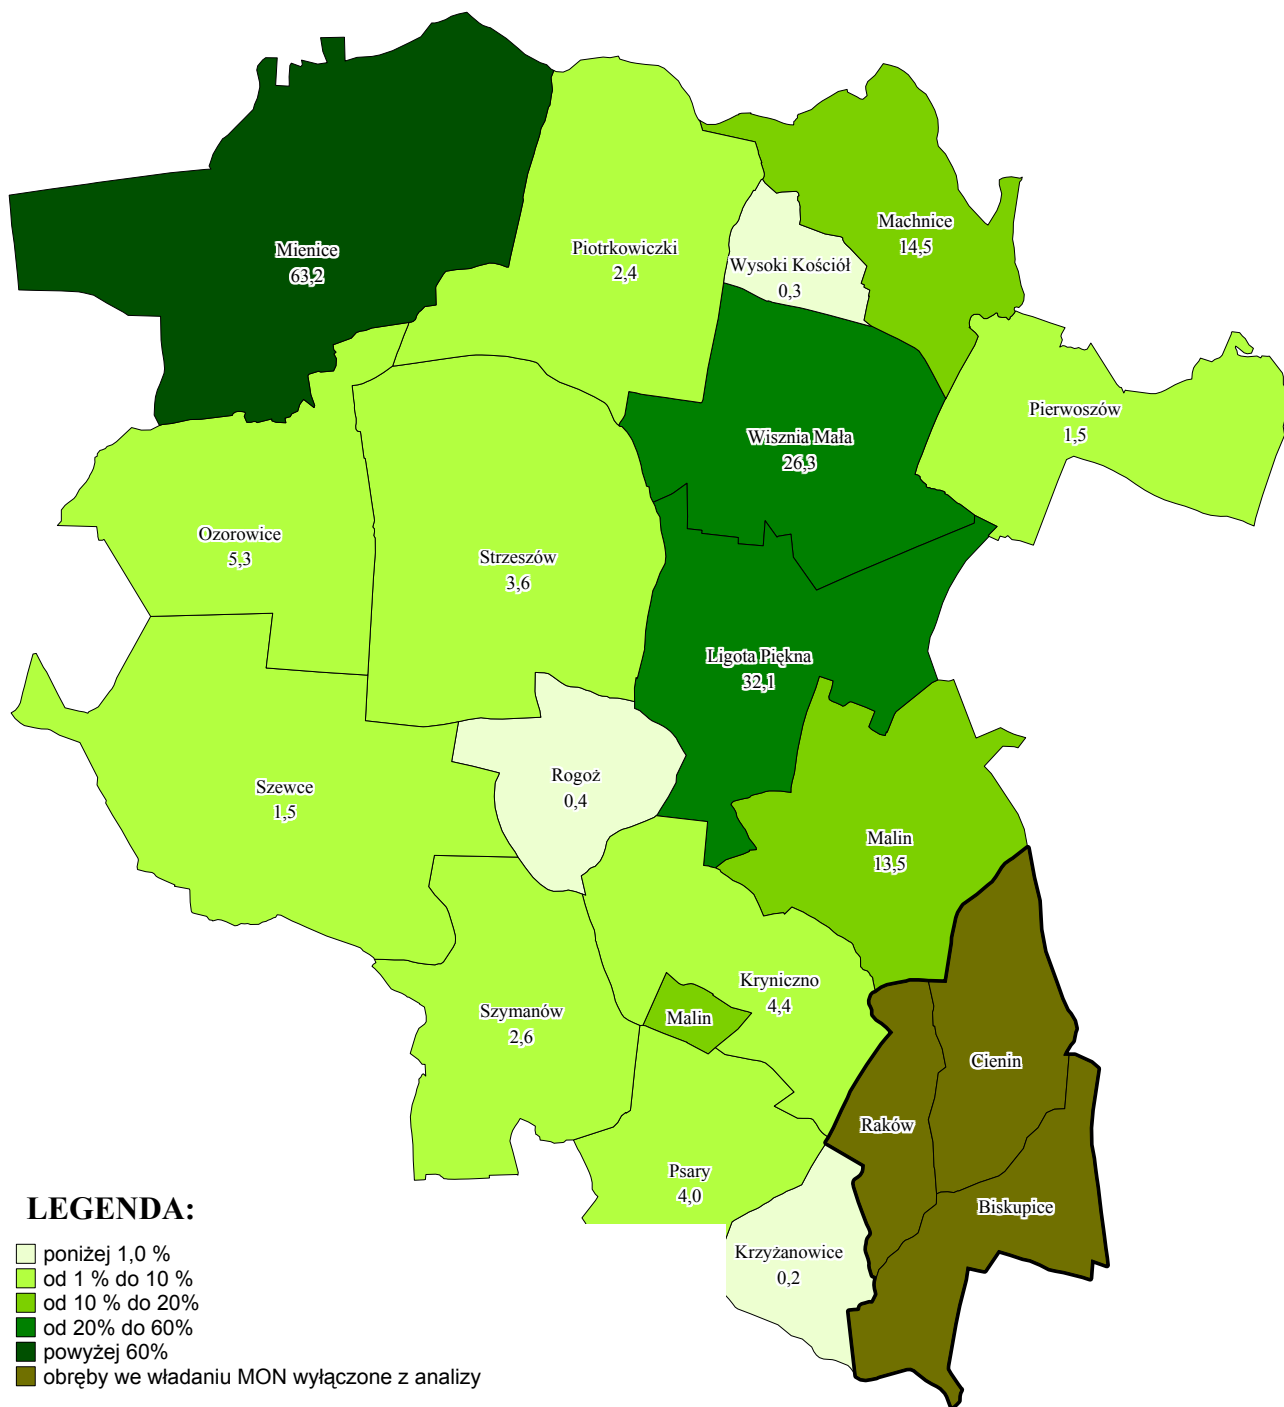 Machnice
14,5
Mienice
63,2
Piotrkowiczki
2,4
Wysoki Kościół
0,3
Pierwoszów
1,5
Wisznia Mała
26,3
Ozorowice
5,3
Strzeszów
3,6
Ligota Piękna
32,1
Rogoż
0,4
Szewce
1,5
Malin
13,5
Kryniczno
4,4
Malin
Szymanów
2,6
Cienin
Raków
Psary
4,0
Biskupice
Krzyżanowice
0,2
LEGENDA:
poniżej 1,0 %
od 1 % do 10 %
od 10 % do 20%
od 20% do 60%
powyżej 60%
obręby we władaniu MON wyłączone z analizy